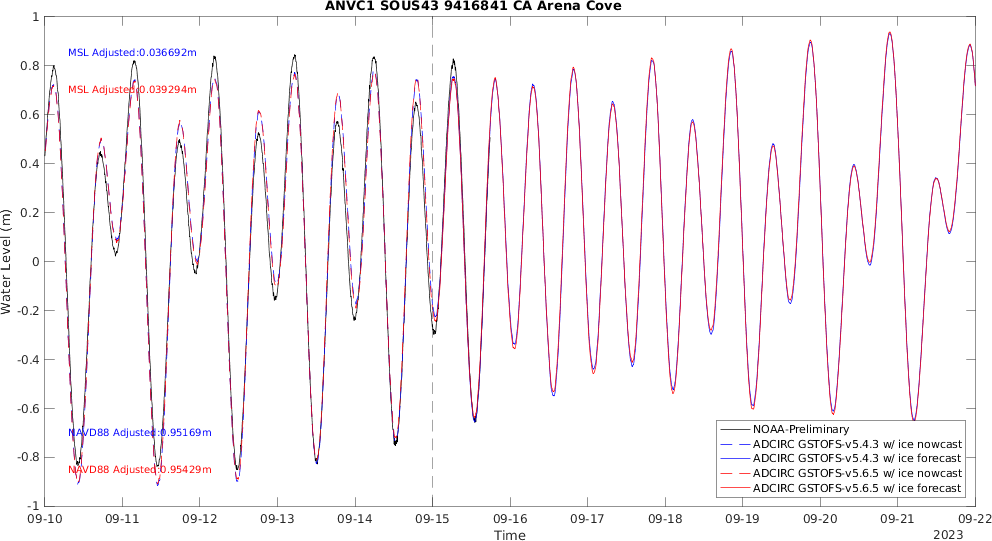 ANVC1 SOUS43 9416841 CA Arena Cove
Water Level (m)
1
0.8
0.6
0.4
0.2
0
-0.2
-0.4
-0.6
-0.8
-1
MSL Adjusted:0.036692m
MSL Adjusted:0.039294m
NAVD88 Adjusted:0.95169m
NAVD88 Adjusted:0.95429m
NOAA-Preliminary
ADCIRC GSTOFS-v5.4.3 w/ ice nowcast
ADCIRC GSTOFS-v5.4.3 w/ ice forecast
ADCIRC GSTOFS-v5.6.5 w/ ice nowcast
ADCIRC GSTOFS-v5.6.5 w/ ice forecast
09-10 09-11 09-12 09-13 09-14 09-15 09-16 09-17 09-18 09-19 09-20 09-21 09-22
Time
2023